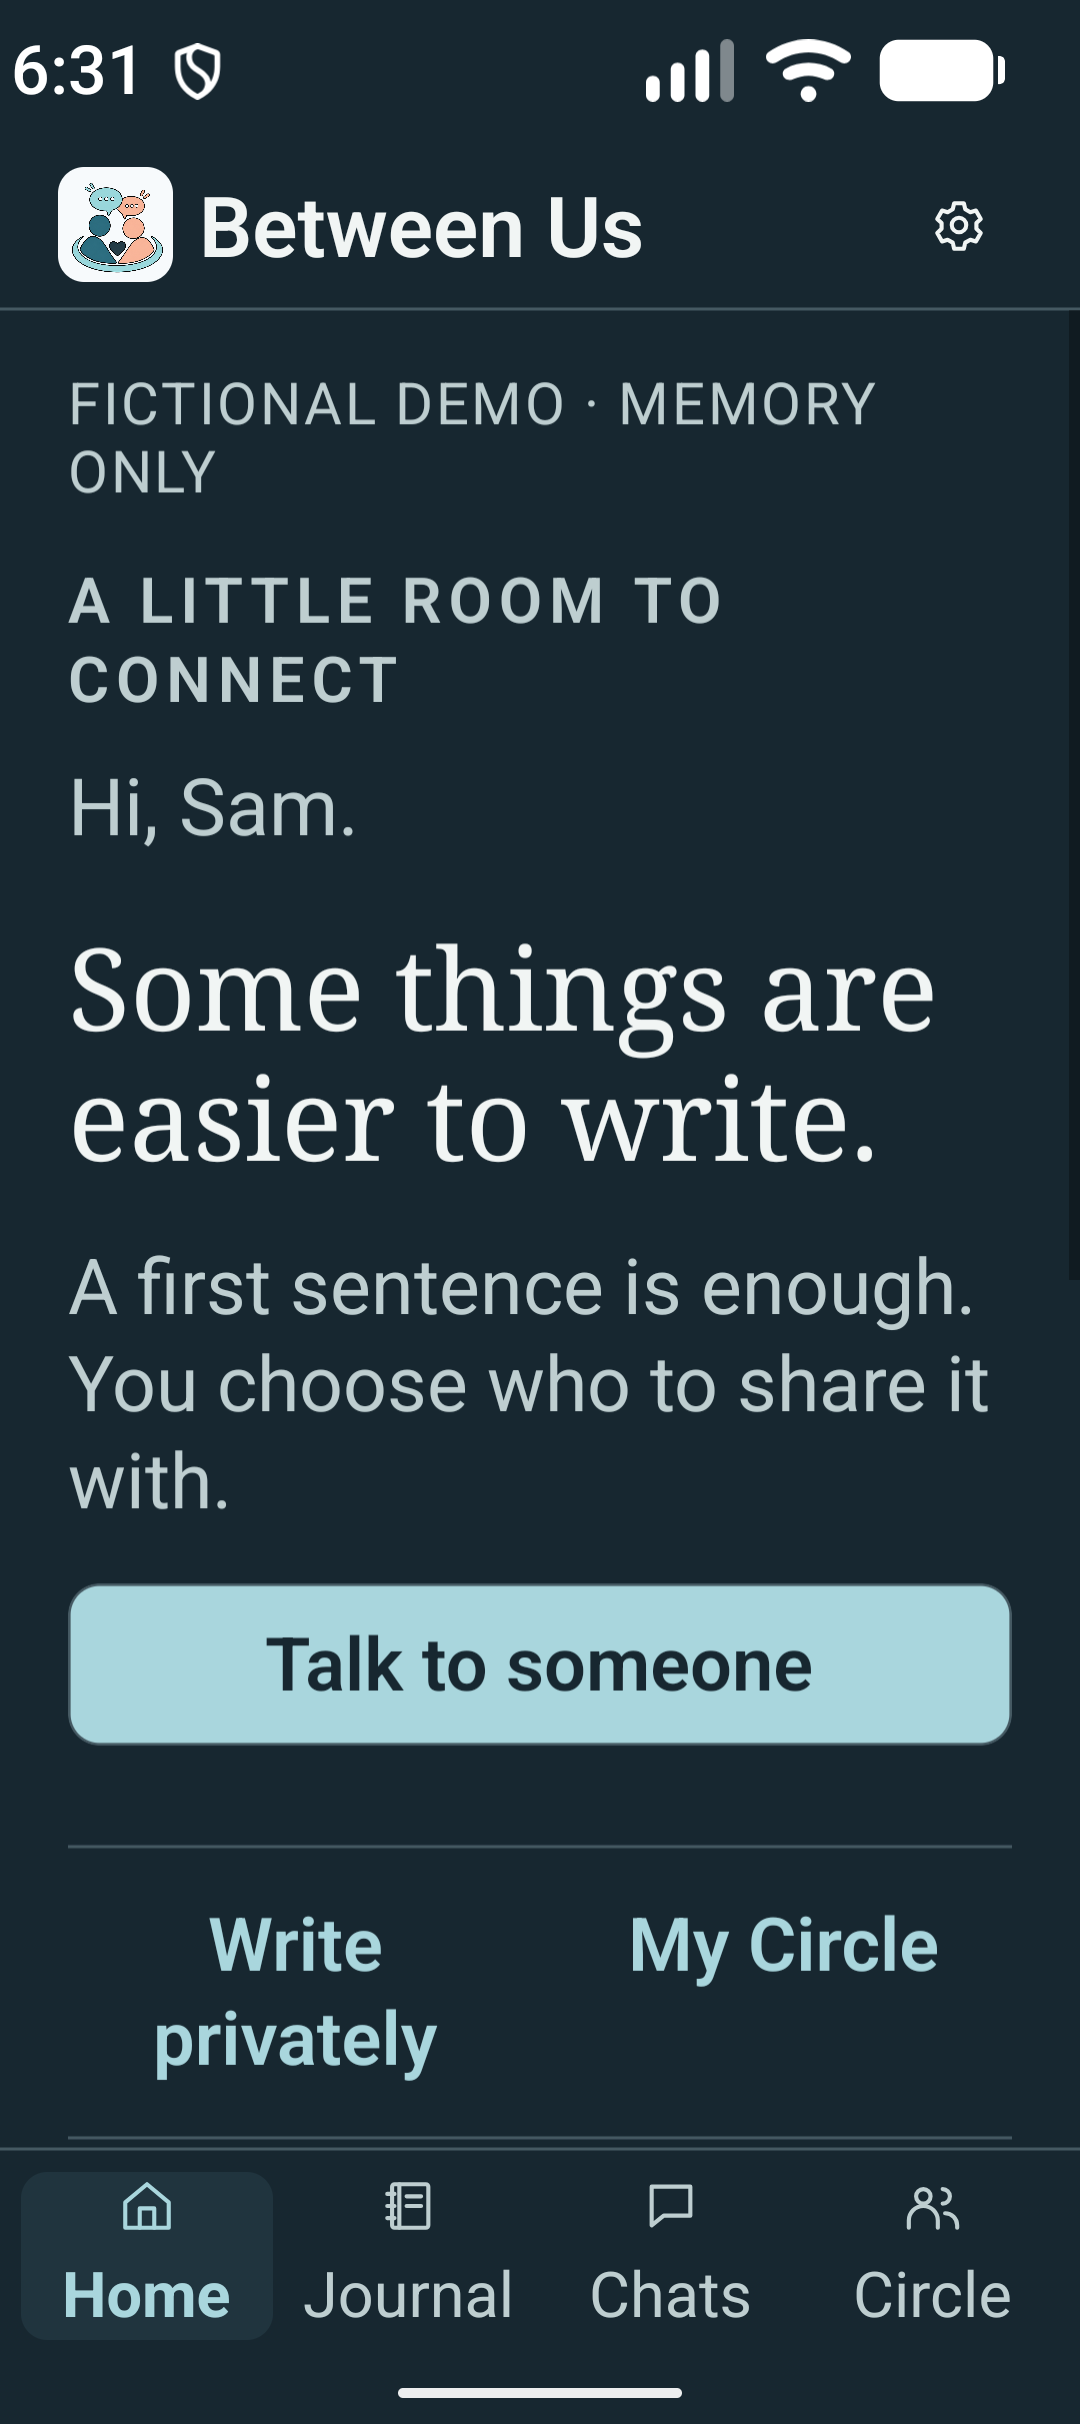 6:31
Between Us
FICTIONAL DEMO · MEMORY
ONLY
A LITTLE ROOM TO
CONNECT
Hi, Sam.
Some things are
easier to write.
A first sentence is enough.
You choose who to share it
with.
Talk to someone
Write
privately
My Circle
Home
Journal
Chats
Circle